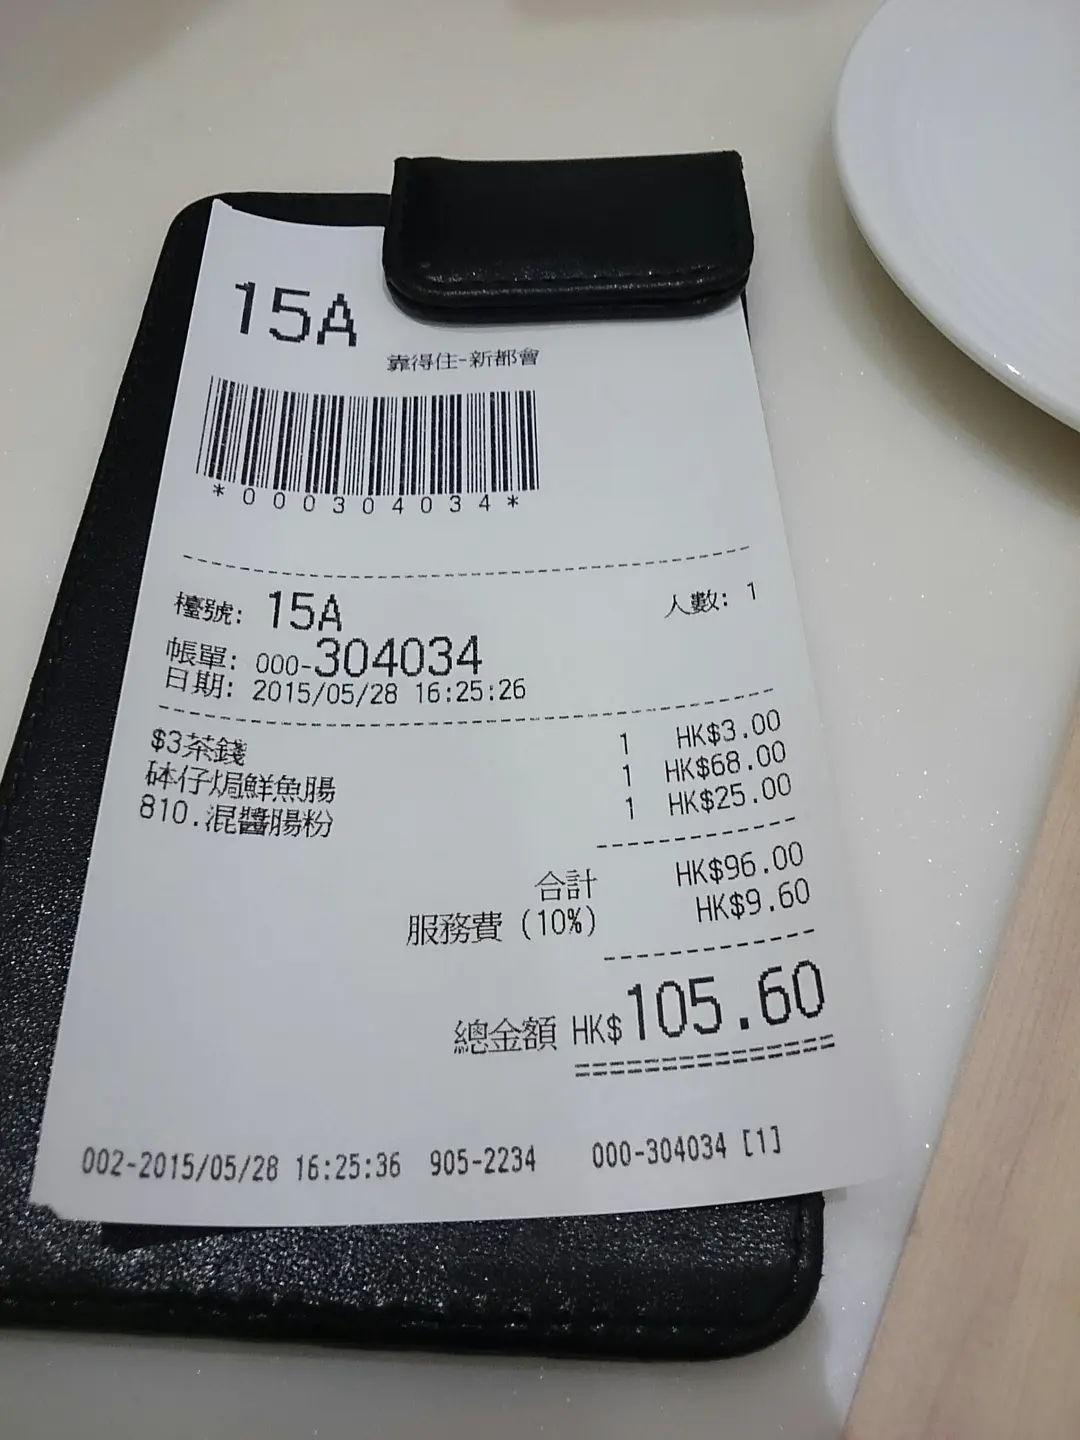 15A
靠得住-新都會
*000304034*
檯號: 15A 人數: 1
帳單: 000-304034
日期: 2015/05/28 16:25:26
$3茶錢 1 HK$3.00
砵仔焗鮮魚腸 1 HK$68.00
810.混醬腸粉 1 HK$25.00
合計 HK$96.00
服務費 (10%) HK$9.60
總金額 HK$105.60
002-2015/05/28 16:25:36 905-2234 000-304034 [1]